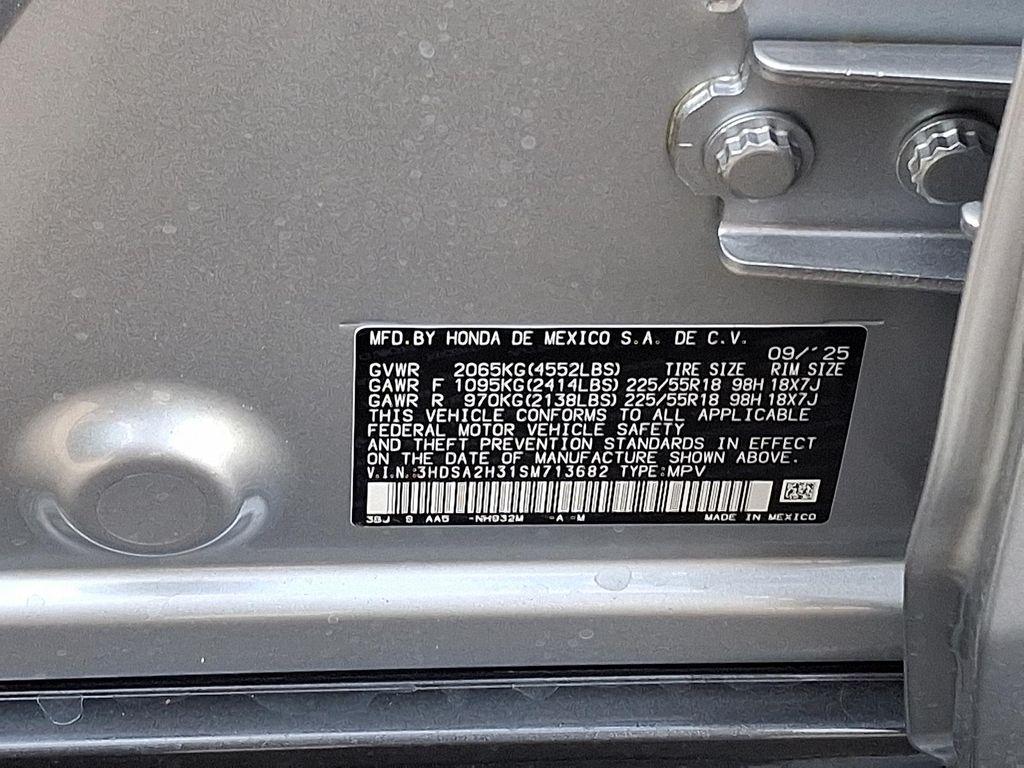 MFD.BY HONDA DE MEXICO S.A. DE C.V.
09/'25
GVWR 2065KG(4552LBS) TIRE SIZE RIM SIZE
GAWR F 1095KG(2414LBS) 225/55R18 98H 18X7J
GAWR R 970KG(2138LBS) 225/55R18 98H 18X7J
THIS VEHICLE CONFORMS TO ALL APPLICABLE
FEDERAL MOTOR VEHICLE SAFETY
AND THEFT PREVENTION STANDARDS IN EFFECT
ON THE DATE OF MANUFACTURE SHOWN ABOVE.
V.I.N.:3HDSA2H31SM713682 TYPE:MPV
AA5 -NH932M -A -M MADE IN MEXICO